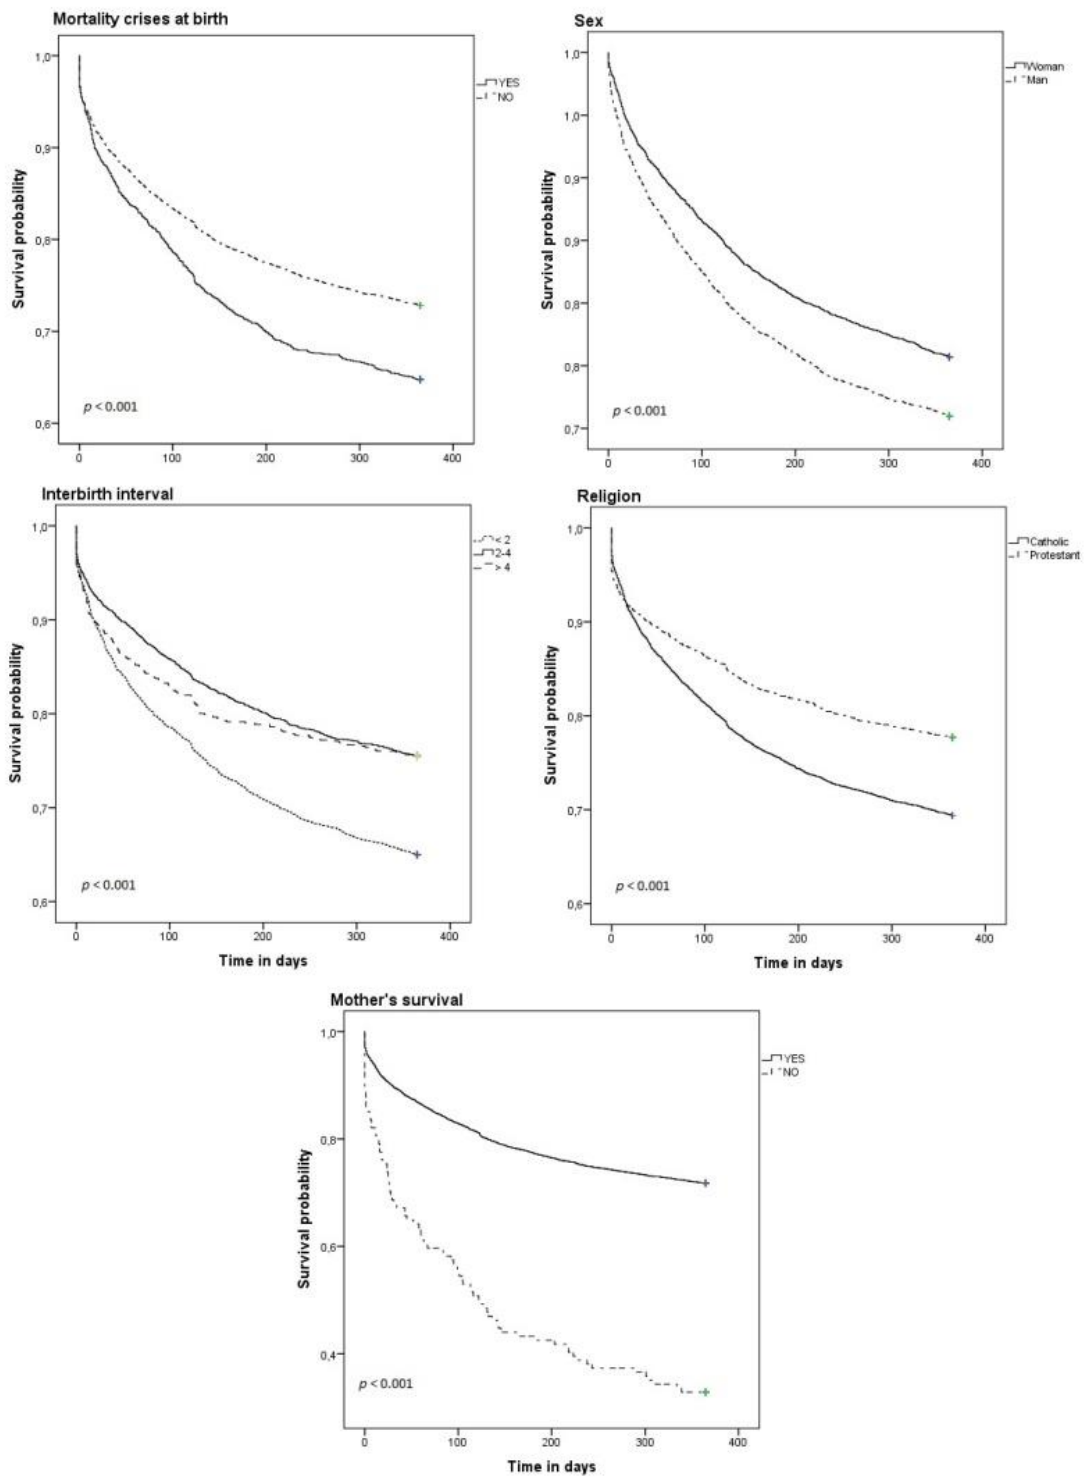 Mortality crises at birth
1,0
0,9
0,8
0,7
0,6
Survival probability
YES
NO
p < 0.001
0 100 200 300 400
Sex
1,0
1,0
0,9
0,9
0,8
0,8
0,7
Survival probability
Woman
Man
p < 0.001
0 100 200 300 400
Interbirth interval
1,0
0,9
0,8
0,7
0,6
Survival probability
< 2
2-4
> 4
p < 0.001
0 100 200 300 400
Time in days
Religion
1,0
0,9
0,8
0,7
0,6
Survival probability
Catholic
Protestant
p < 0.001
0 100 200 300 400
Time in days
Mother's survival
1,0
0,8
0,6
0,4
Survival probability
YES
NO
p < 0.001
0 100 200 300 400
Time in days